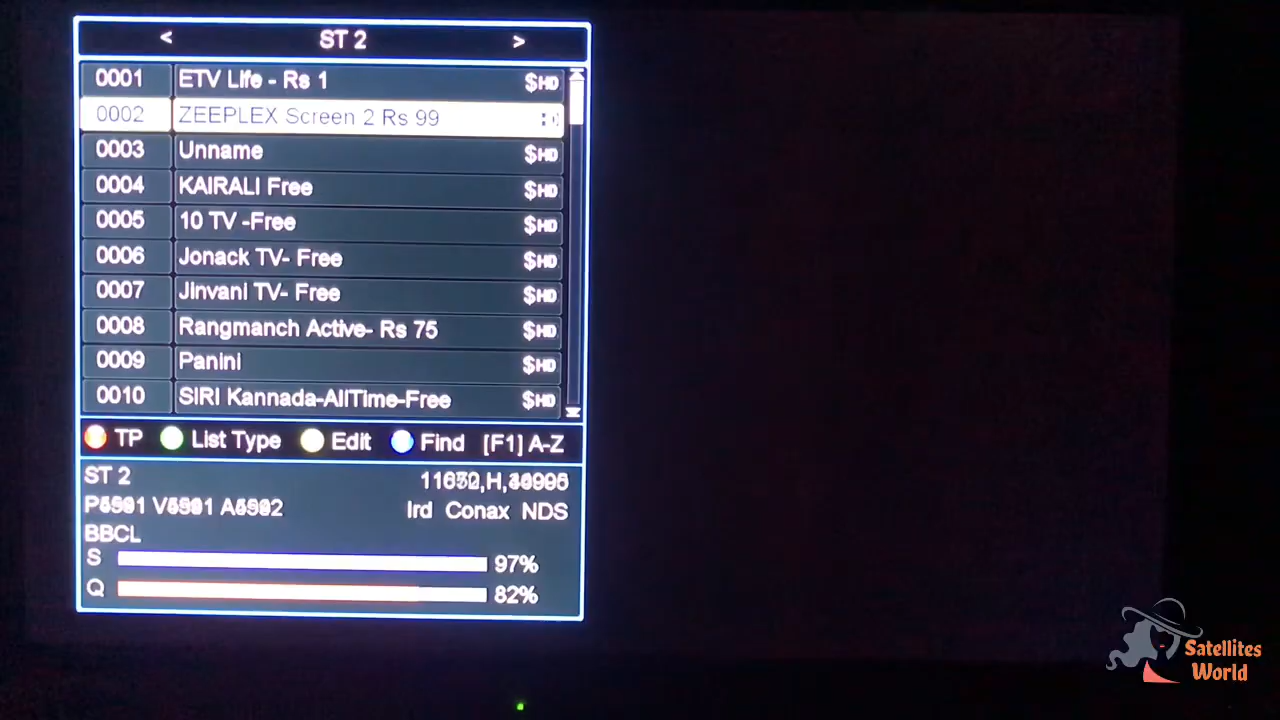 < ST 2 >
0001 ETV Life - Rs 1 $HD
0002 ZEEPLEX Screen 2 Rs 99
0003 Unname $HD
0004 KAIRALI Free $HD
0005 10 TV -Free $HD
0006 Jonack TV- Free $HD
0007 Jinvani TV- Free $HD
0008 Rangmanch Active- Rs 75 $HD
0009 Panini $HD
0010 SIRI Kannada-AllTime-Free $HD
TP List Type Edit Find [F1] A-Z
ST 2
Ird Conax NDS
BBCL
S 97%
Q 82%
Satellites
World